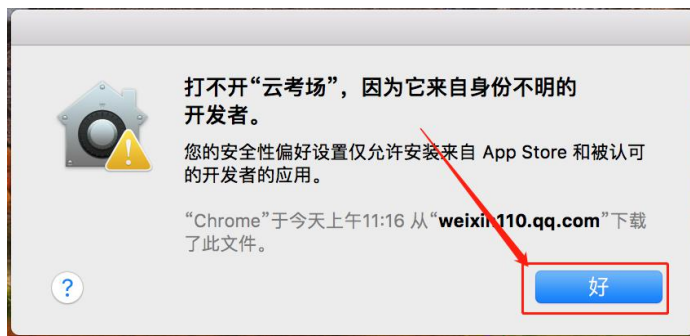 打不开“云考场”，因为它来自身份不明的
开发者。
您的安全性偏好设置仅允许安装来自 App Store 和被认可
的开发者的应用。
“Chrome”于今天上午11:16 从“weixin110.qq.com”下载
了此文件。
?
好